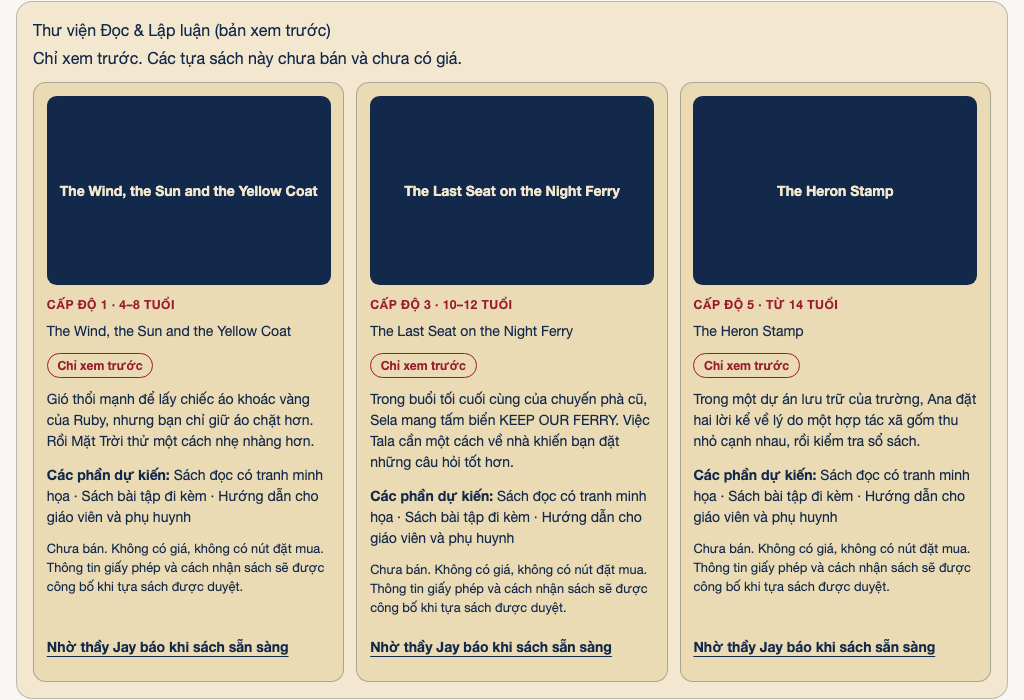 Thư viện Đọc & Lập luận (bản xem trước)
Chỉ xem trước. Các tựa sách này chưa bán và chưa có giá.
The Wind, the Sun and the Yellow Coat
CẤP ĐỘ 1 · 4–8 TUỔI
The Wind, the Sun and the Yellow Coat
Chỉ xem trước
Gió thổi mạnh để lấy chiếc áo khoác vàng
của Ruby, nhưng bạn chỉ giữ áo chặt hơn.
Rồi Mặt Trời thử một cách nhẹ nhàng hơn.
Các phần dự kiến: Sách đọc có tranh minh
họa · Sách bài tập đi kèm · Hướng dẫn cho
giáo viên và phụ huynh
Chưa bán. Không có giá, không có nút đặt mua.
Thông tin giấy phép và cách nhận sách sẽ được
công bố khi tựa sách được duyệt.
Nhờ thầy Jay báo khi sách sẵn sàng
The Last Seat on the Night Ferry
CẤP ĐỘ 3 · 10–12 TUỔI
The Last Seat on the Night Ferry
Chỉ xem trước
Trong buổi tối cuối cùng của chuyến phà cũ,
Sela mang tấm biển KEEP OUR FERRY. Việc
Tala cần một cách về nhà khiến bạn đặt
những câu hỏi tốt hơn.
Các phần dự kiến: Sách đọc có tranh minh
họa · Sách bài tập đi kèm · Hướng dẫn cho
giáo viên và phụ huynh
Chưa bán. Không có giá, không có nút đặt mua.
Thông tin giấy phép và cách nhận sách sẽ được
công bố khi tựa sách được duyệt.
Nhờ thầy Jay báo khi sách sẵn sàng
The Heron Stamp
CẤP ĐỘ 5 · TỪ 14 TUỔI
The Heron Stamp
Chỉ xem trước
Trong một dự án lưu trữ của trường, Ana đặt
hai lời kể về lý do một hợp tác xã gốm thu
nhỏ cạnh nhau, rồi kiểm tra sổ sách.
Các phần dự kiến: Sách đọc có tranh minh
họa · Sách bài tập đi kèm · Hướng dẫn cho
giáo viên và phụ huynh
Chưa bán. Không có giá, không có nút đặt mua.
Thông tin giấy phép và cách nhận sách sẽ được
công bố khi tựa sách được duyệt.
Nhờ thầy Jay báo khi sách sẵn sàng